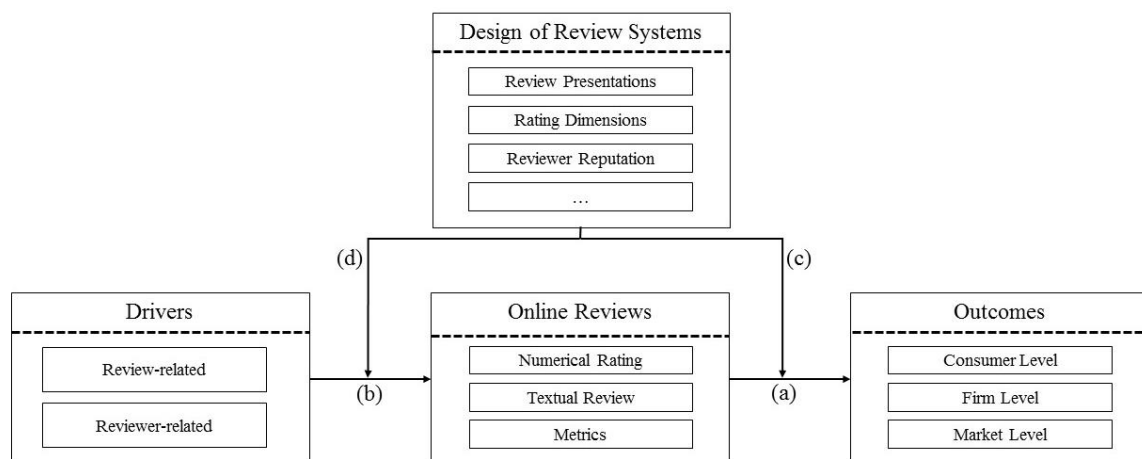 Design of Review Systems
Review Presentations
Rating Dimensions
Reviewer Reputation
...
(d)
(c)
Drivers
Review-related
Reviewer-related
(b)
Online Reviews
Numerical Rating
Textual Review
Metrics
(a)
Outcomes
Consumer Level
Firm Level
Market Level